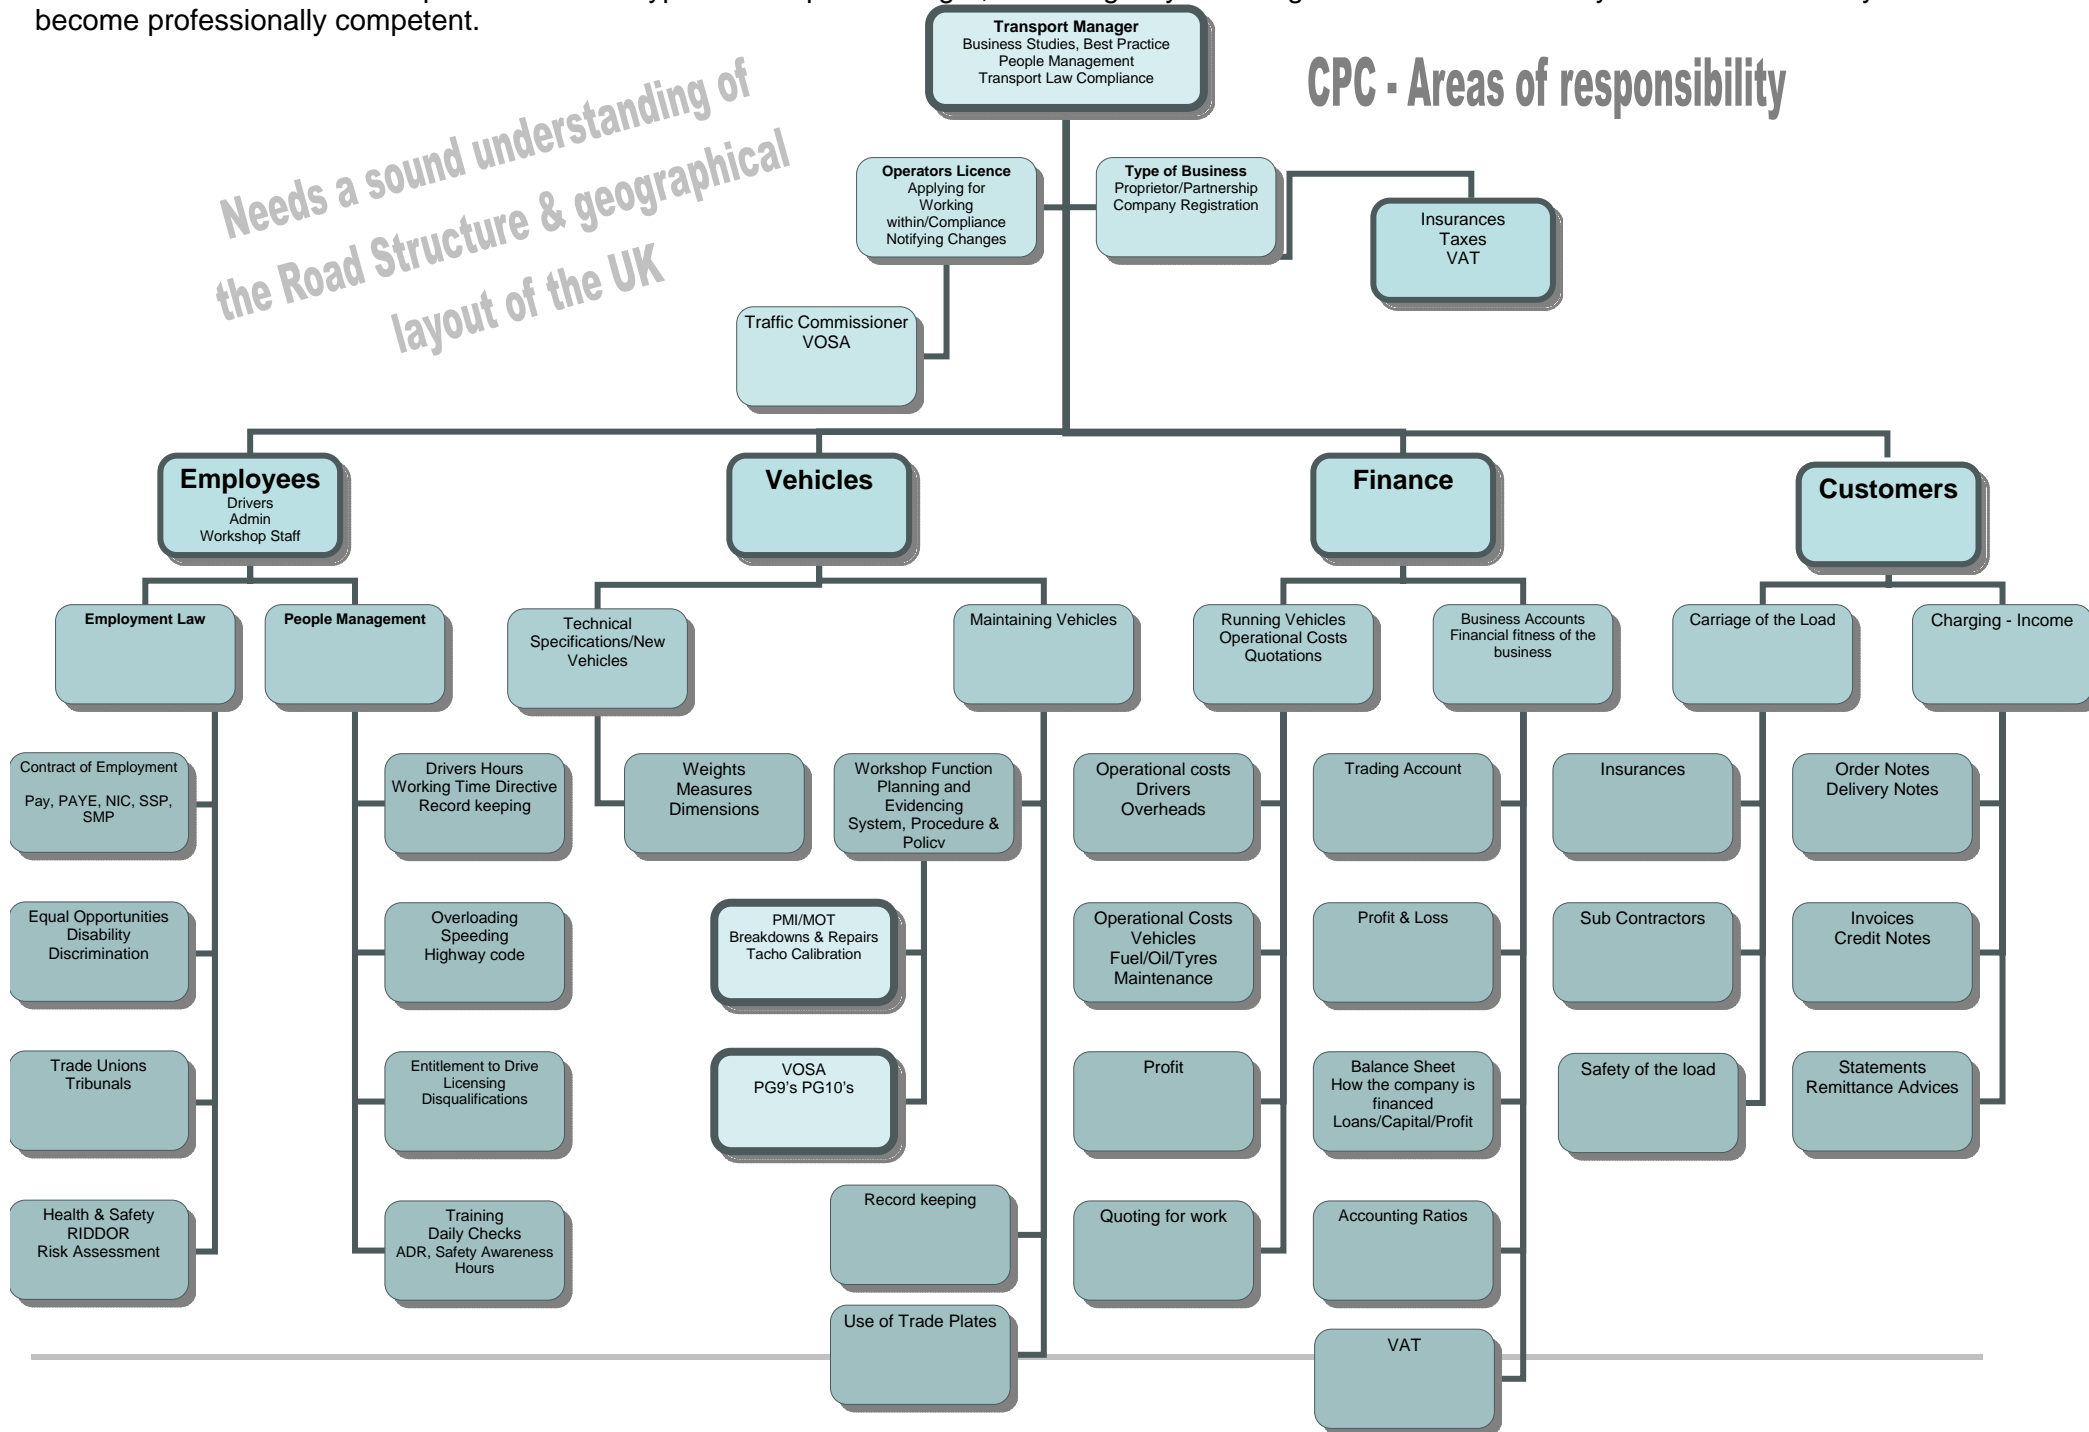 become professionally competent.
Transport Manager
Business Studies, Best Practice
People Management
Transport Law Compliance
CPC - Areas of responsibility
Needs a sound understanding of
the Road Structure & geographical
layout of the UK
Operators Licence
Applying for
Working
within/Compliance
Notifying Changes
Type of Business
Proprietor/Partnership
Company Registration
Insurances
Taxes
VAT
Traffic Commissioner
VOSA
Employees
Drivers
Admin
Workshop Staff
Vehicles
Finance
Customers
Employment Law
People Management
Technical
Specifications/New
Vehicles
Maintaining Vehicles
Running Vehicles
Operational Costs
Quotations
Business Accounts
Financial fitness of the
business
Carriage of the Load
Charging - Income
Contract of Employment
Pay, PAYE, NIC, SSP,
SMP
Drivers Hours
Working Time Directive
Record keeping
Weights
Measures
Dimensions
Workshop Function
Planning and
Evidencing
System, Procedure &
Policy
Operational costs
Drivers
Overheads
Trading Account
Insurances
Order Notes
Delivery Notes
Equal Opportunities
Disability
Discrimination
Overloading
Speeding
Highway code
PMI/MOT
Breakdowns & Repairs
Tacho Calibration
Operational Costs
Vehicles
Fuel/Oil/Tyres
Maintenance
Profit & Loss
Sub Contractors
Invoices
Credit Notes
Trade Unions
Tribunals
Entitlement to Drive
Licensing
Disqualifications
VOSA
PG9's PG10's
Profit
Balance Sheet
How the company is
financed
Loans/Capital/Profit
Safety of the load
Statements
Remittance Advices
Health & Safety
RIDDOR
Risk Assessment
Training
Daily Checks
ADR, Safety Awareness
Hours
Record keeping
Quoting for work
Accounting Ratios
Use of Trade Plates
VAT